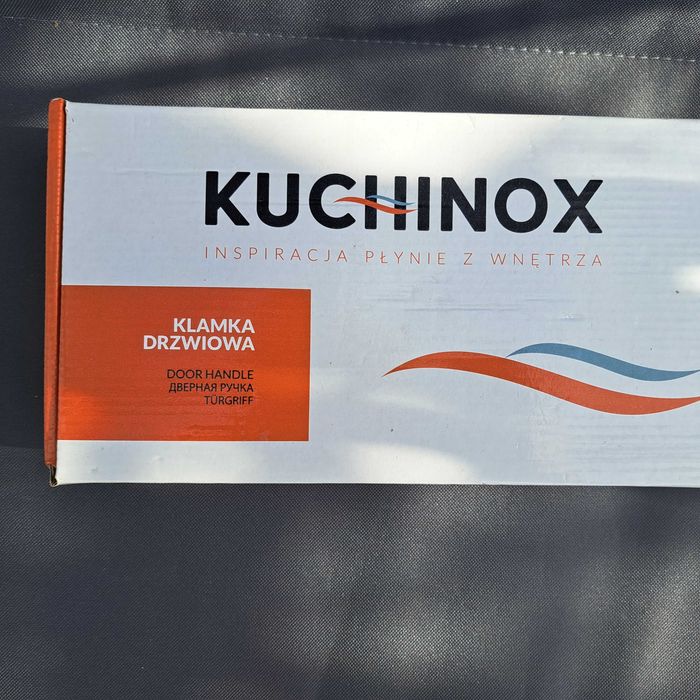 KUCHINOX
INSPIRACJA PŁYNIE Z WNĘTRZA
KLAMKA
DRZWIOWA
DOOR HANDLE
ДВЕРНАЯ РУЧКА
TÜRGRIFF